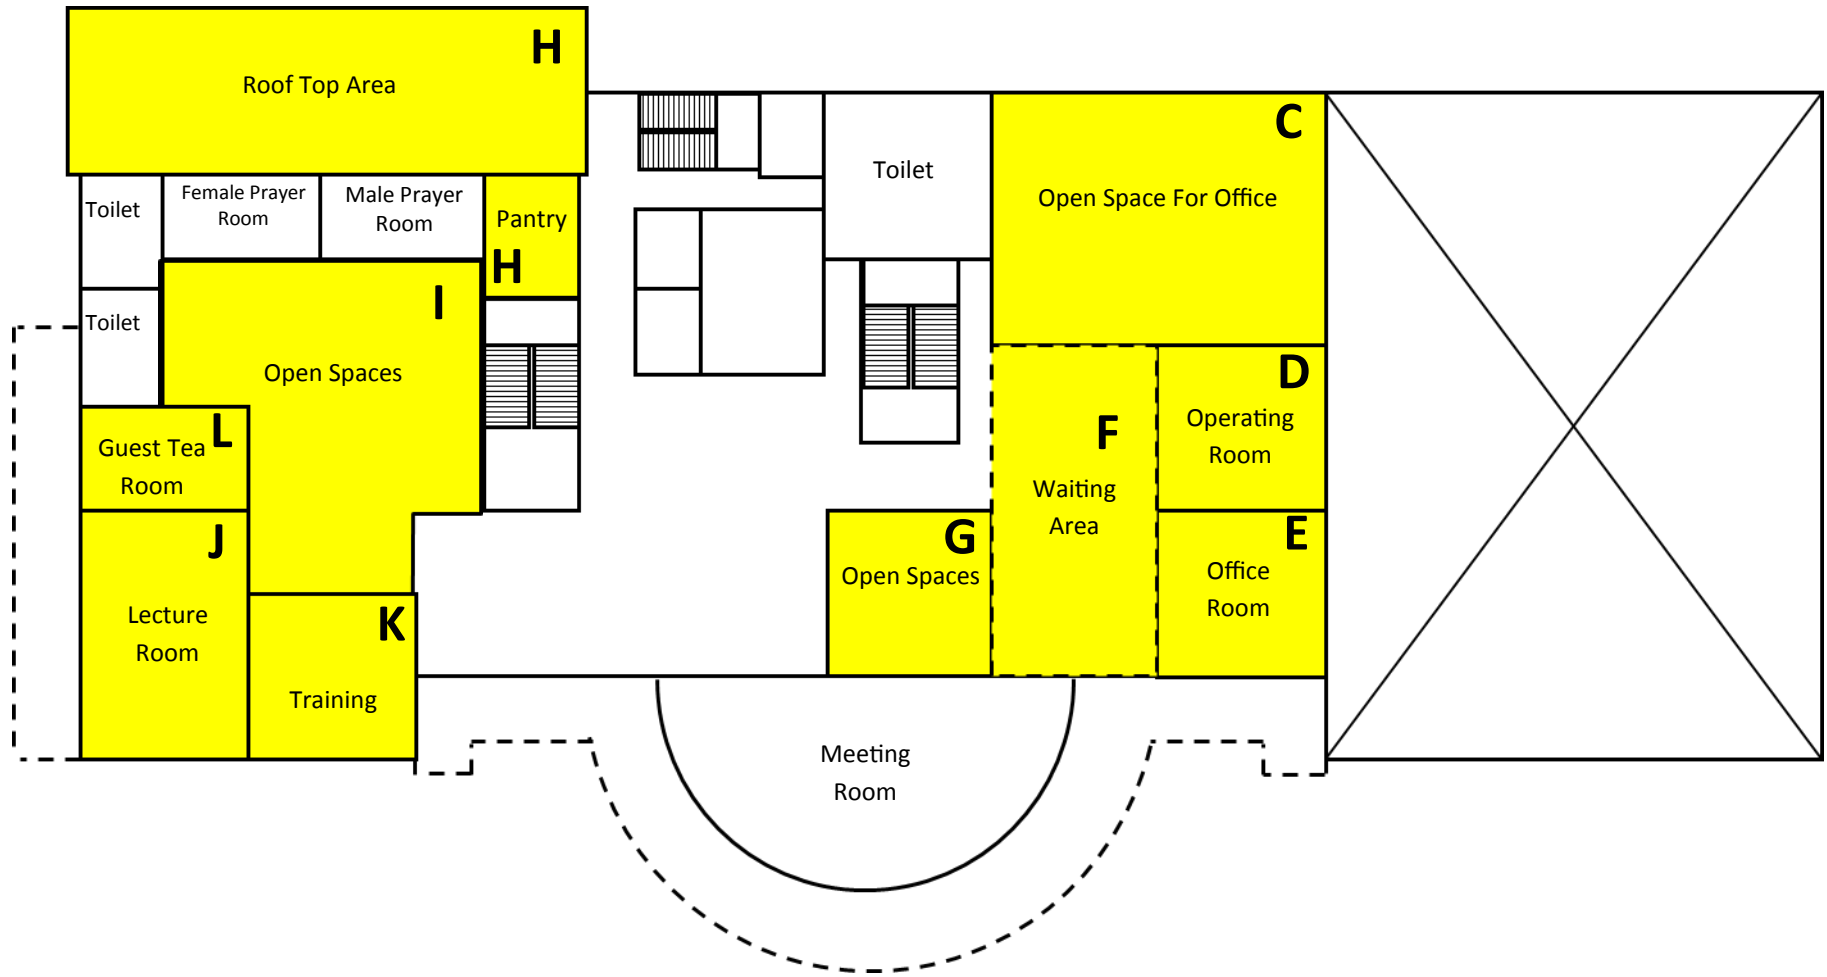 H
Roof Top Area
C
Toilet
Open Space For Office
Toilet
Female Prayer
Room
Male Prayer
Room
Pantry
H
I
Toilet
Open Spaces
D
Operating
Room
L
Guest Tea
Room
F
Waiting
Area
J
Lecture
Room
G
Open Spaces
E
Office
Room
K
Training
Meeting
Room